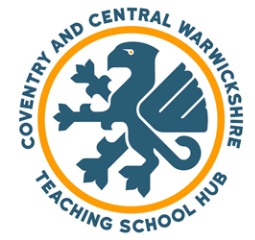 COVENTRY AND CENTRAL WARWICKSHIRE
TEACHING SCHOOL HUB